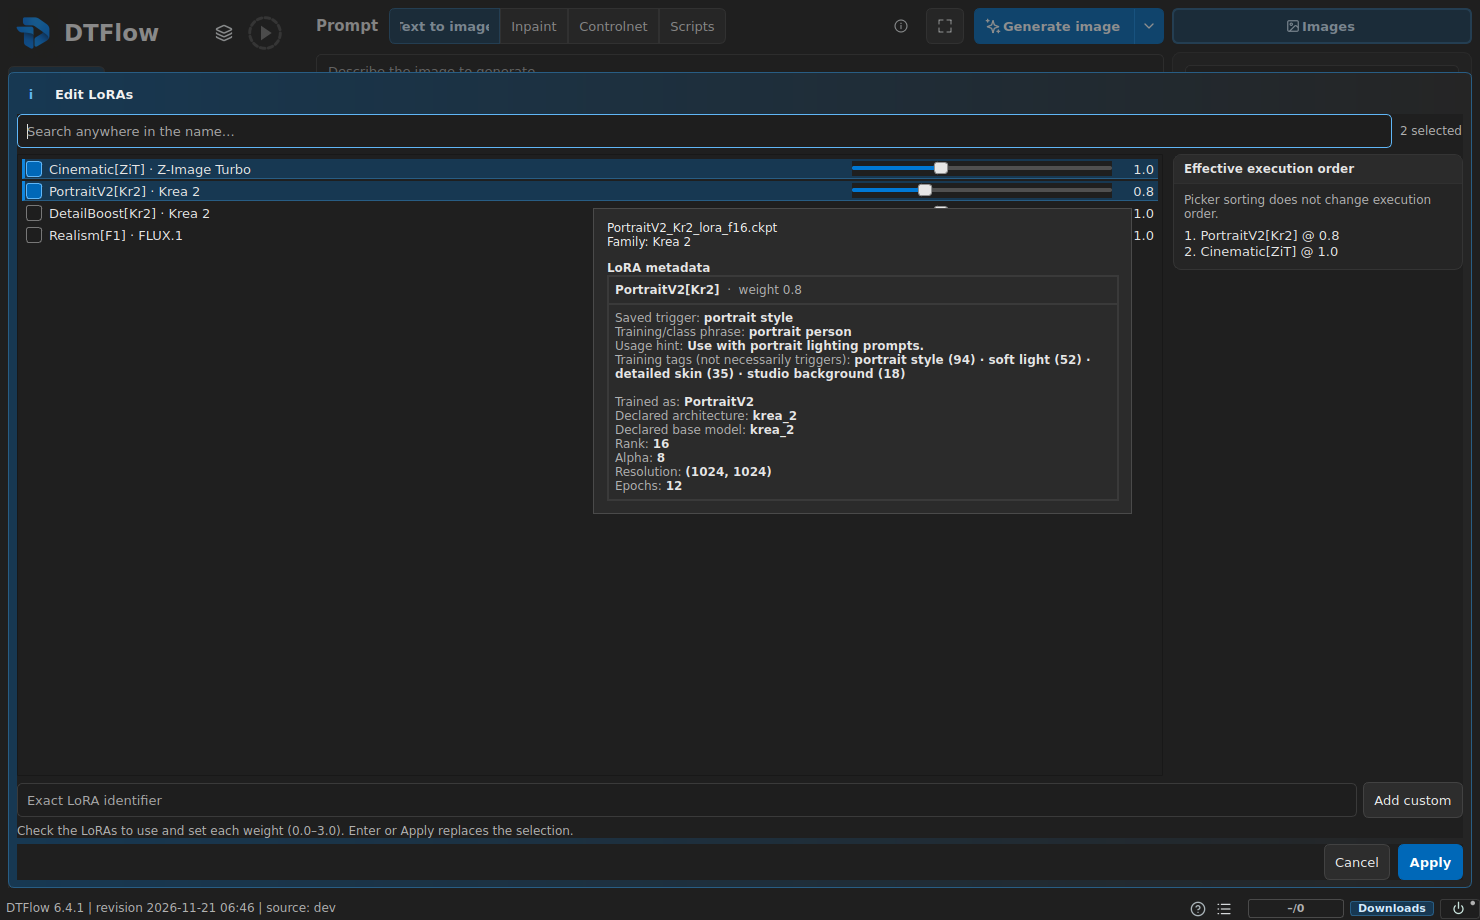 DTFlow
Prompt
Text to image
Inpaint
Controlnet
Scripts
Generate image
Images
Describe the image to generate
Edit LoRAs
Search anywhere in the name...
2 selected
Cinematic[ZiT] · Z-Image Turbo
1.0
PortraitV2[Kr2] · Krea 2
0.8
DetailBoost[Kr2] · Krea 2
1.0
Realism[F1] · FLUX.1
1.0
PortraitV2_Kr2_lora_f16.ckpt
Family: Krea 2
LoRA metadata
PortraitV2[Kr2] · weight 0.8
Saved trigger: portrait style
Training/class phrase: portrait person
Usage hint: Use with portrait lighting prompts.
Training tags (not necessarily triggers): portrait style (94) · soft light (52) ·
detailed skin (35) · studio background (18)
Trained as: PortraitV2
Declared architecture: krea_2
Declared base model: krea_2
Rank: 16
Alpha: 8
Resolution: (1024, 1024)
Epochs: 12
Effective execution order
Picker sorting does not change execution
order.
1. PortraitV2[Kr2] @ 0.8
2. Cinematic[ZiT] @ 1.0
Exact LoRA identifier
Add custom
Check the LoRAs to use and set each weight (0.0–3.0). Enter or Apply replaces the selection.
Cancel
Apply
DTFlow 6.4.1 | revision 2026-11-21 06:46 | source: dev
-/0
Downloads